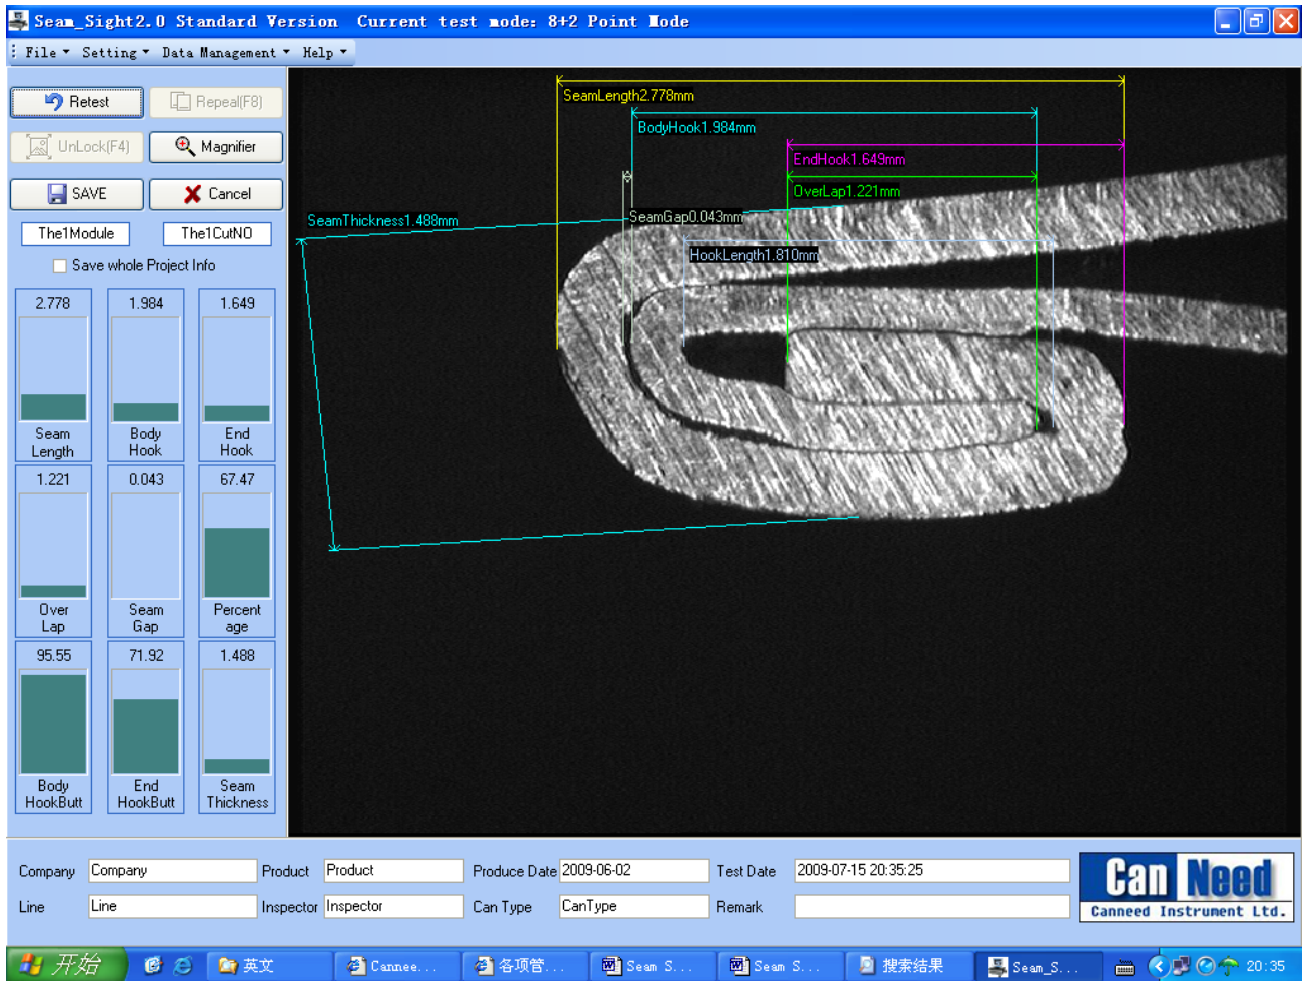 Seam_Sight2.0 Standard Version Current test mode: 8+2 Point Mode
File Setting Data Management Help
Retest Repeal(F8)
UnLock(F4) Magnifier
SAVE Cancel
The1Module The1CutNO
Save whole Project Info
2.778 1.984 1.649
Seam Length Body Hook End Hook
1.221 0.043 67.47
Over Lap Seam Gap Percent age
95.55 71.92 1.488
Body HookButt End HookButt Seam Thickness
SeamLength2.778mm
BodyHook1.984mm
EndHook1.649mm
OverLap1.221mm
SeamGap0.043mm
SeamThickness1.488mm
HookLength1.810mm
Company Company Product Product Produce Date 2009-06-02 Test Date 2009-07-15 20:35:25
Line Line Inspector Inspector Can Type CanType Remark
Can Need
Canneed Instrument Ltd.
开始 英文 Cannee... 各项管... Seam S... Seam S... 搜索结果 Seam_S... 20:35